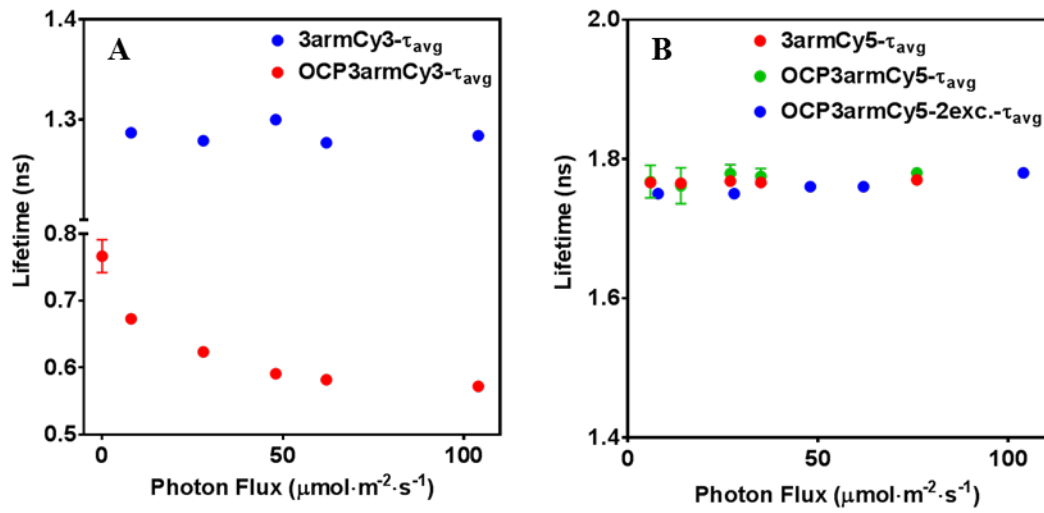 A
3armCy3-τavg
OCP3armCy3-τavg
1.4
1.3
0.8
0.7
0.6
0.5
Lifetime (ns)
0
50
100
Photon Flux (μmol·m-2·s-1)
B
3armCy5-τavg
OCP3armCy5-τavg
OCP3armCy5-2exc.-τavg
2.0
1.8
1.6
1.4
Lifetime (ns)
0
50
100
Photon Flux (μmol·m-2·s-1)